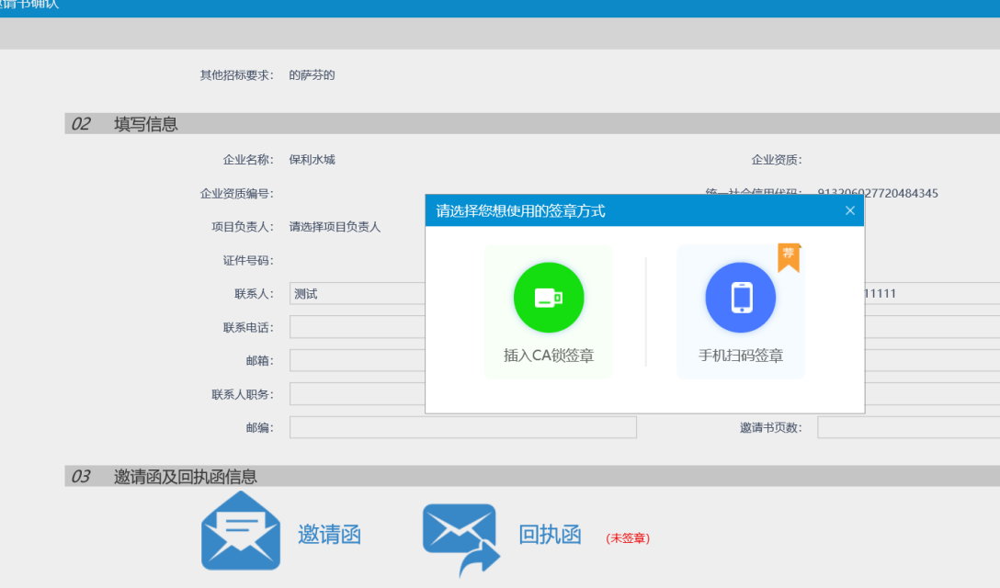 邀请书确认
其他招标要求： 的萨芬的
02 填写信息
企业名称： 保利水城 企业资质：
企业资质编号： 统一社会信用代码： 913206027720484345
请选择您想使用的签章方式
项目负责人： 请选择项目负责人
荐
证件号码：
联系人： 测试 11111
联系电话：
插入CA锁签章 手机扫码签章
邮箱：
联系人职务：
邮编： 邀请书页数：
03 邀请函及回执函信息
邀请函 回执函 (未签章)